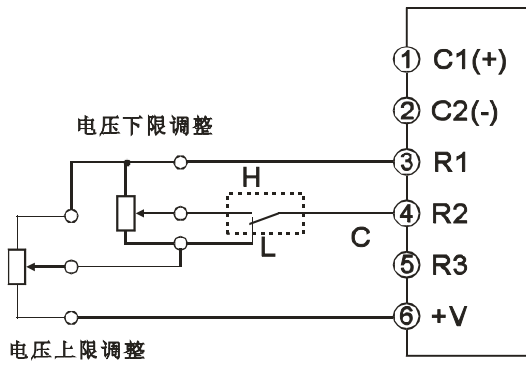 ① C1(+)
② C2(-)
电压下限调整
③ R1
H
④ R2
C
L
⑤ R3
⑥ +V
电压上限调整